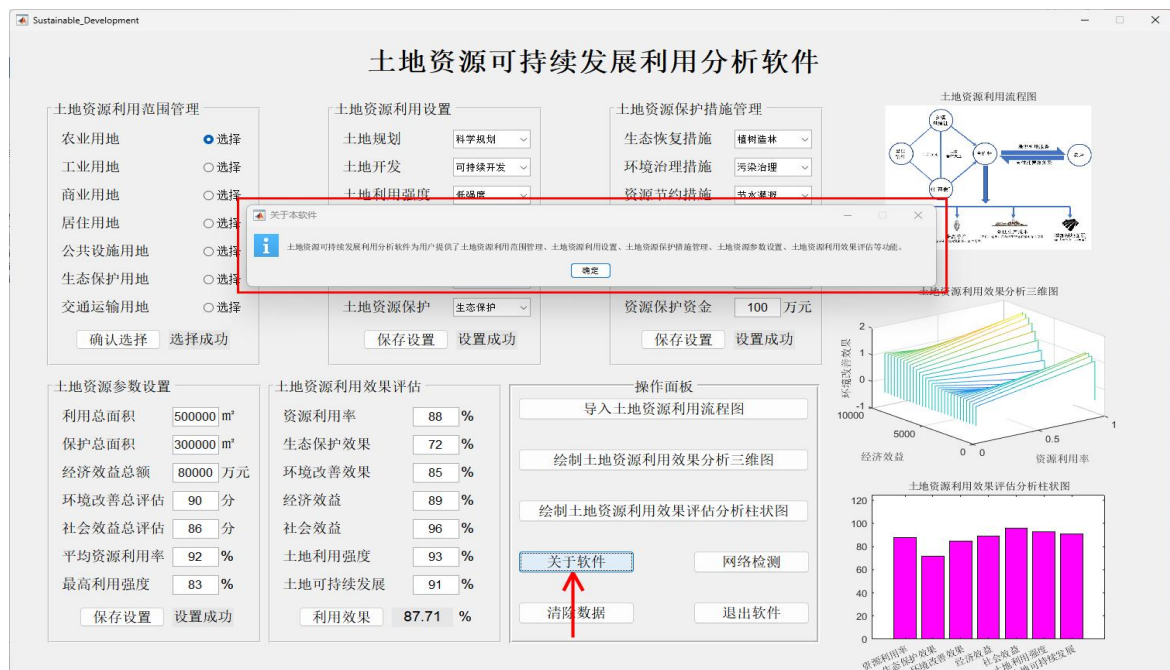 Sustainable_Development
土地资源可持续发展利用分析软件
土地资源利用范围管理
农业用地 选择
工业用地 选择
商业用地 选择
居住用地 选择
公共设施用地 选择
生态保护用地 选择
交通运输用地 选择
确认选择 选择成功
土地资源利用设置
土地规划 科学规划
土地开发 可持续开发
土地利用强度 低强度
土地资源保护 生态保护
保存设置 设置成功
土地资源保护措施管理
生态恢复措施 植树造林
环境治理措施 污染治理
资源节约措施 节水灌溉
资源保护资金 100 万元
保存设置 设置成功
关于本软件
土地资源可持续发展利用分析软件为用户提供了土地资源利用范围管理、土地资源利用设置、土地资源保护措施管理、土地资源参数设置、土地资源利用效果评估等功能。
确定
土地资源利用流程图
土地资源利用效果分析三维图
环境改善效果
2
1
0
-1
10000
5000
0
0
0.5
1
经济效益
资源利用率
土地资源参数设置
利用总面积 500000 m²
保护总面积 300000 m²
经济效益总额 80000 万元
环境改善总评估 90 分
社会效益总评估 86 分
平均资源利用率 92 %
最高利用强度 83 %
保存设置 设置成功
土地资源利用效果评估
资源利用率 88 %
生态保护效果 72 %
环境改善效果 85 %
经济效益 89 %
社会效益 96 %
土地利用强度 93 %
土地可持续发展 91 %
利用效果 87.71 %
操作面板
导入土地资源利用流程图
绘制土地资源利用效果分析三维图
绘制土地资源利用效果评估分析柱状图
关于软件 网络检测
清除数据 退出软件
土地资源利用效果评估分析柱状图
120
100
80
60
40
20
0
资源利用率
生态保护效果
环境改善效果
经济效益
社会效益
土地利用强度
土地可持续发展